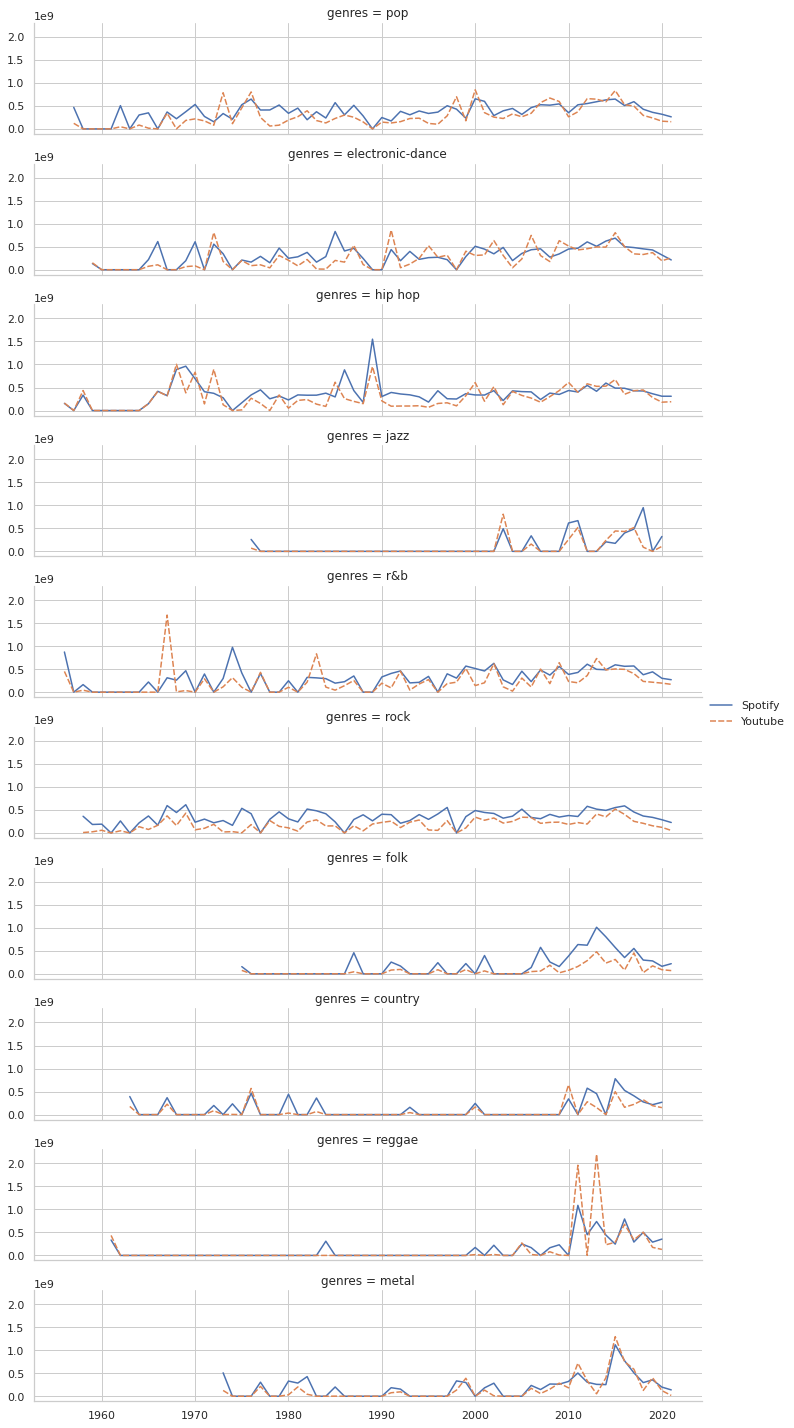 genres = pop
1e9
2.0
1.5
1.0
0.5
0.0
genres = electronic-dance
1e9
2.0
1.5
1.0
0.5
0.0
genres = hip hop
1e9
2.0
1.5
1.0
0.5
0.0
genres = jazz
1e9
2.0
1.5
1.0
0.5
0.0
genres = r&b
1e9
2.0
1.5
1.0
0.5
0.0
Spotify
Youtube
genres = rock
1e9
2.0
1.5
1.0
0.5
0.0
genres = folk
1e9
2.0
1.5
1.0
0.5
0.0
genres = country
1e9
2.0
1.5
1.0
0.5
0.0
genres = reggae
1e9
2.0
1.5
1.0
0.5
0.0
genres = metal
1e9
2.0
1.5
1.0
0.5
0.0
1960 1970 1980 1990 2000 2010 2020